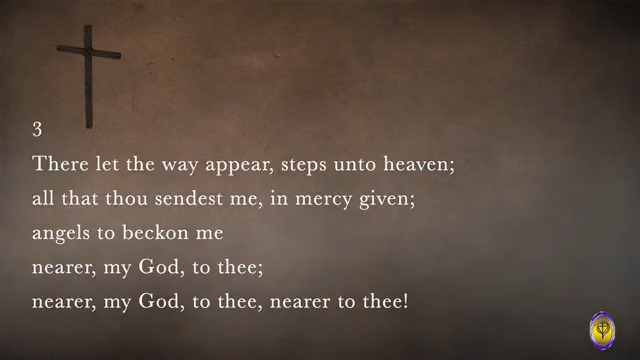 3
There let the way appear, steps unto heaven;
all that thou sendest me, in mercy given;
angels to beckon me
nearer, my God, to thee;
nearer, my God, to thee, nearer to thee!